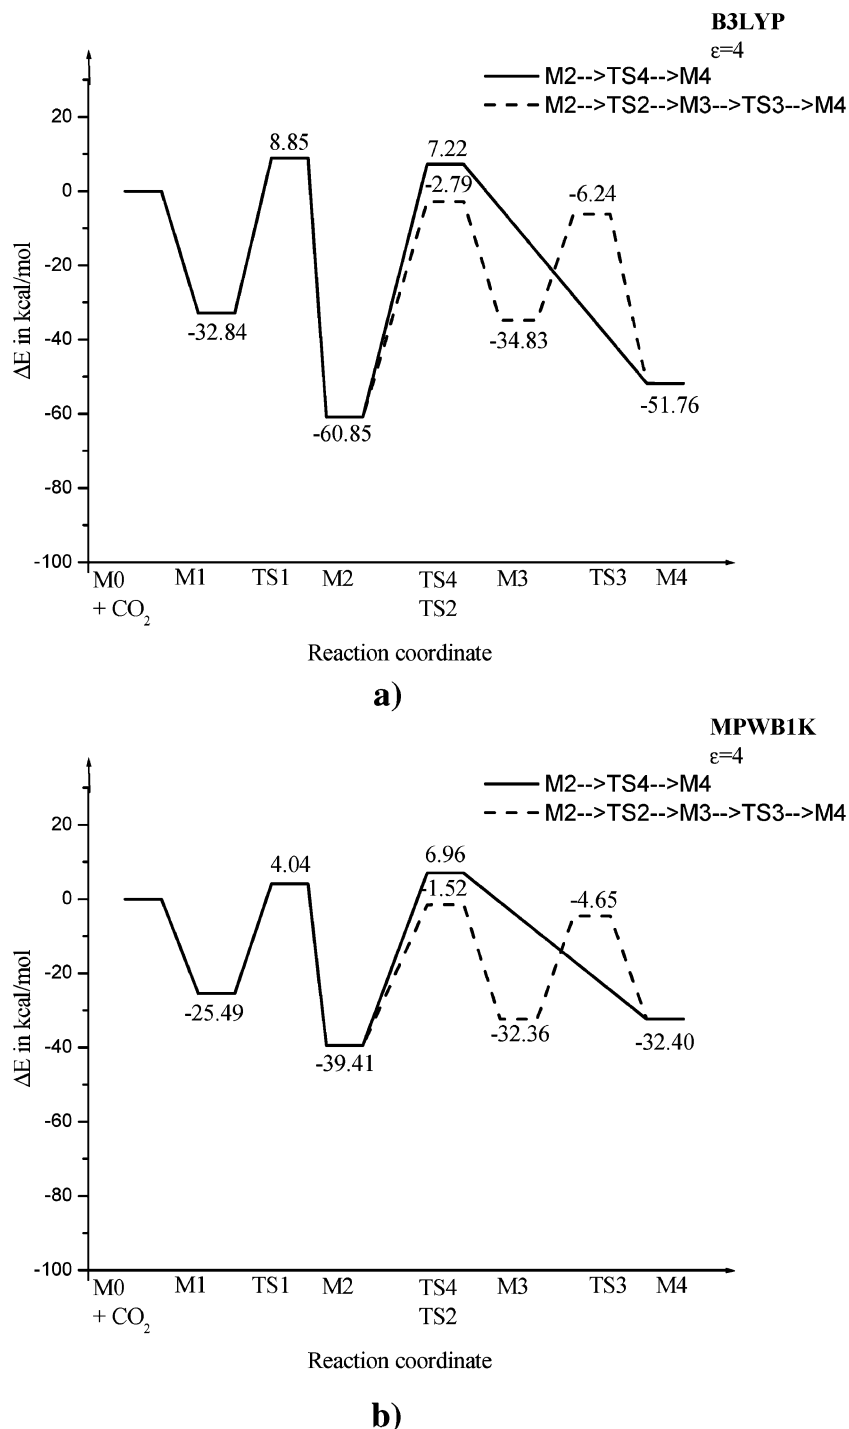 B3LYP
ε=4
M2-->TS4-->M4
M2-->TS2-->M3-->TS3-->M4
20
0
-20
-40
-60
-80
-100
ΔE in kcal/mol
8.85
7.22
-2.79
-6.24
-32.84
-34.83
-51.76
-60.85
M0 M1 TS1 M2 TS4 M3 TS3 M4
+ CO₂ TS2
Reaction coordinate
a)
MPWB1K
ε=4
M2-->TS4-->M4
M2-->TS2-->M3-->TS3-->M4
20
0
-20
-40
-60
-80
-100
ΔE in kcal/mol
4.04
6.96
-1.52
-4.65
-25.49
-32.36
-32.40
-39.41
M0 M1 TS1 M2 TS4 M3 TS3 M4
+ CO₂ TS2
Reaction coordinate
b)